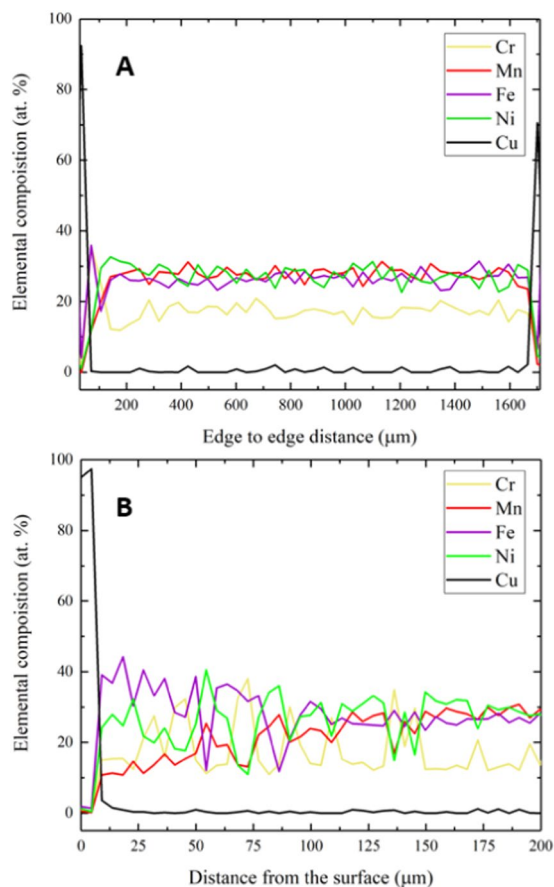 100
80
60
40
20
0
Elemental compoistion (at. %)
A
Cr
Mn
Fe
Ni
Cu
200 400 600 800 1000 1200 1400 1600
Edge to edge distance (μm)
100
80
60
40
20
0
Elemental compoistion (at. %)
B
Cr
Mn
Fe
Ni
Cu
0 25 50 75 100 125 150 175 200
Distance from the surface (μm)